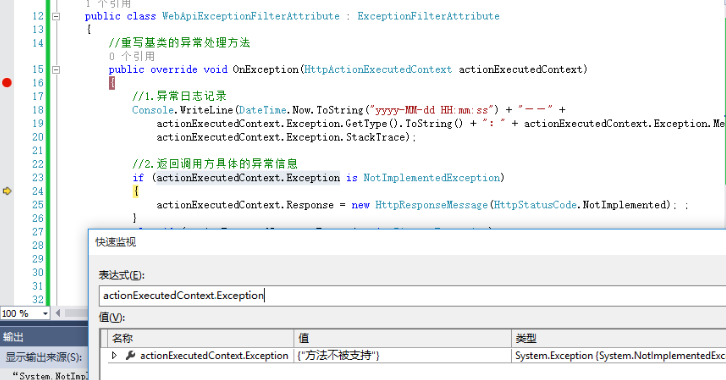 1 个引用
12 public class WebApiExceptionFilterAttribute : ExceptionFilterAttribute
13 {
14 //重写基类的异常处理方法
0 个引用
15 public override void OnException(HttpActionExecutedContext actionExecutedContext)
16 {
17 //1.异常日志记录
18 Console.WriteLine(DateTime.Now.ToString("yyyy-MM-dd HH:mm:ss") + "——" +
19 actionExecutedContext.Exception.GetType().ToString() + "：" + actionExecutedContext.Exception.Me
20 actionExecutedContext.Exception.StackTrace);
21
22 //2.返回调用方具体的异常信息
23 if (actionExecutedContext.Exception is NotImplementedException)
24 {
25 actionExecutedContext.Response = new HttpResponseMessage(HttpStatusCode.NotImplemented); ;
26 }
27
28
29
30
31
32
快速监视
表达式(E):
actionExecutedContext.Exception
值(V):
名称 值 类型
actionExecutedContext.Exception {"方法不被支持"} System.Exception {System.NotImplementedExc
100 %
输出
显示输出来源(S):
"System.NotImpl